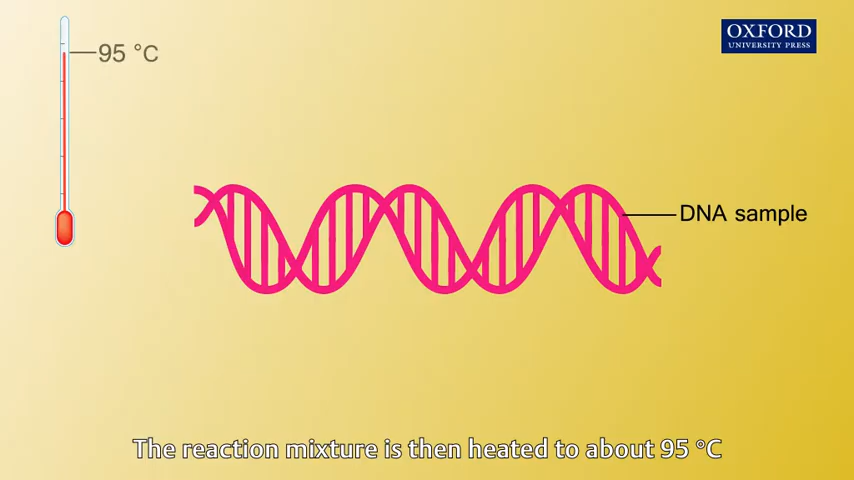 95 °C
OXFORD
UNIVERSITY PRESS
DNA sample
The reaction mixture is then heated to about 95 °C